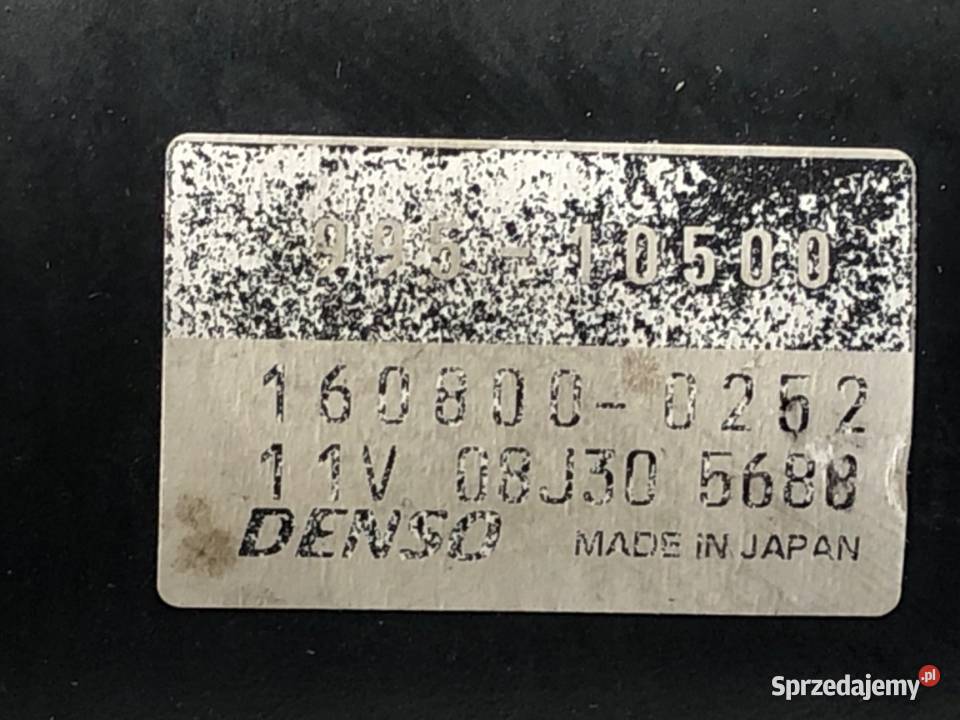 995-10500
160800-0252
11V 08J30 5688
DENSO MADE IN JAPAN
Sprzedajemy.pl